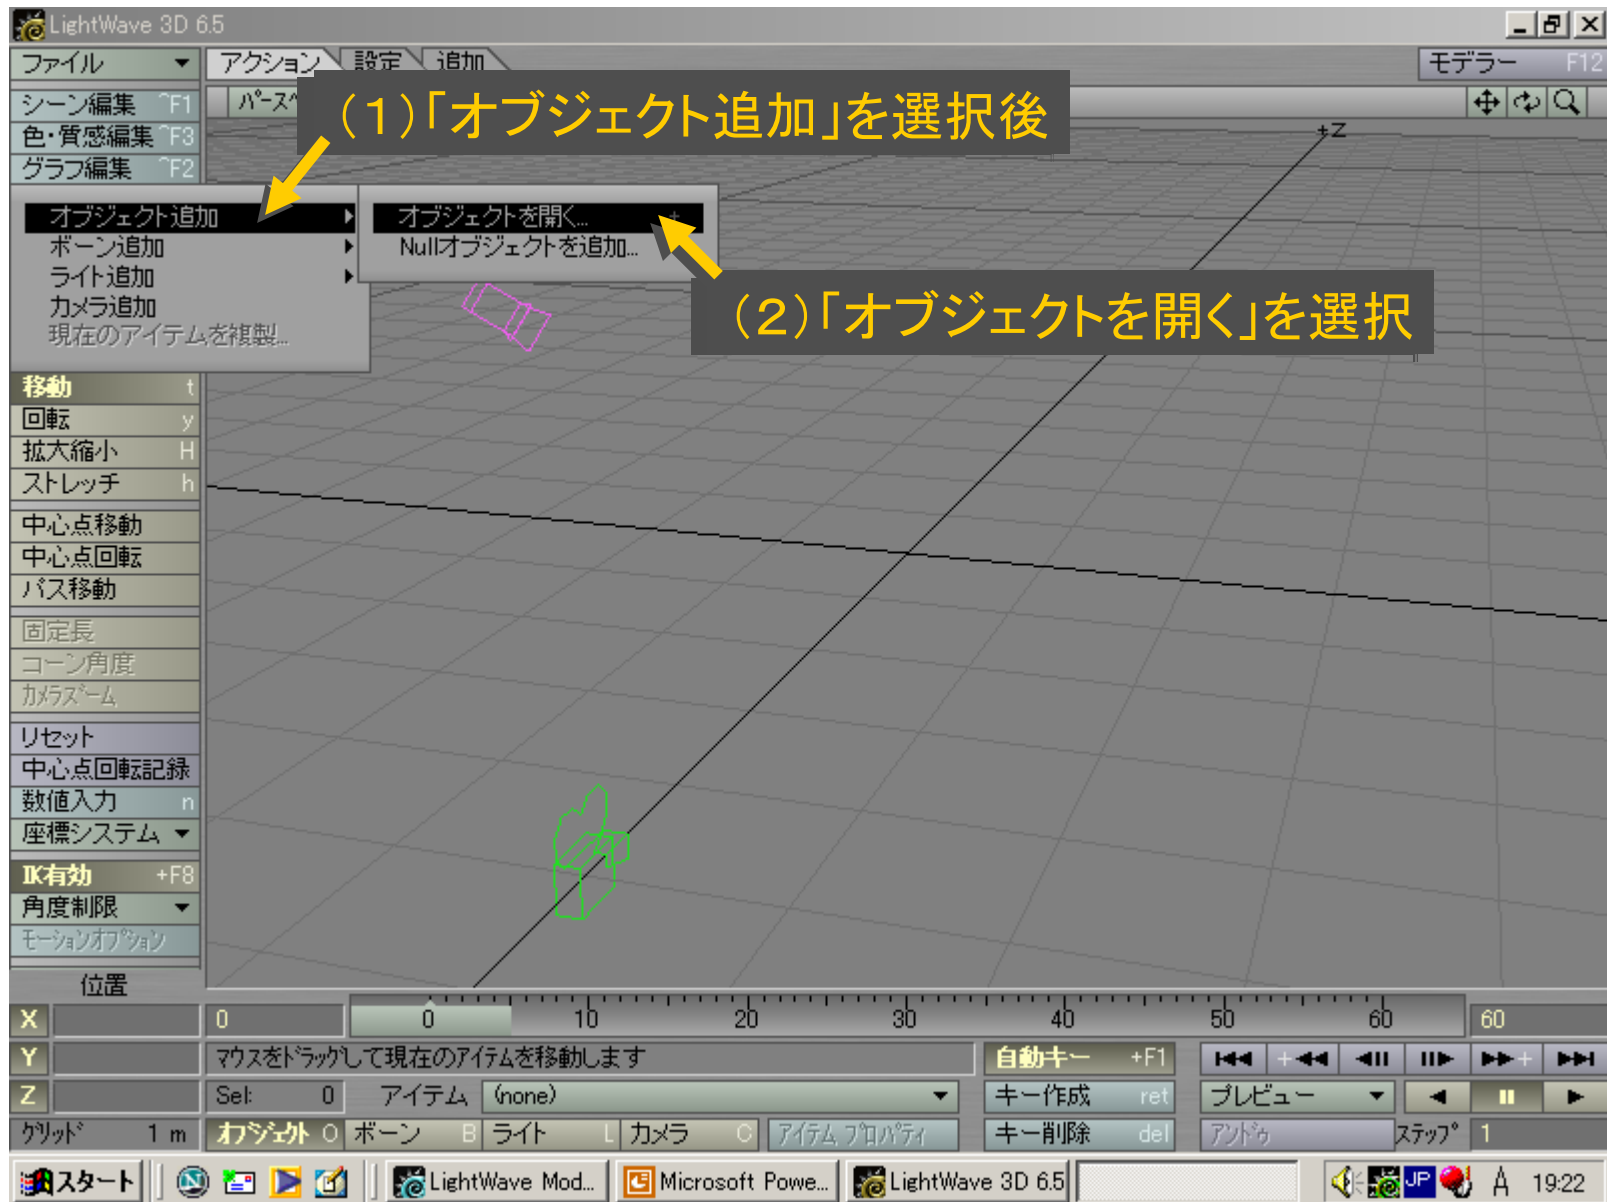 LightWave 3D 6.5
ファイル
アクション 設定 追加
モデラー F12
シーン編集 ^F1
色・質感編集 ^F3
グラフ編集 ^F2
(1)「オブジェクト追加」を選択後
+Z
オブジェクト追加
ボーン追加
ライト追加
カメラ追加
現在のアイテムを複製...
オブジェクトを開く... +
Nullオブジェクトを追加...
(2)「オブジェクトを開く」を選択
移動 t
回転 y
拡大縮小 H
ストレッチ h
中心点移動
中心点回転
パス移動
固定長
コーン角度
カメラズーム
リセット
中心点回転記録
数値入力 n
座標システム
IK有効 +F8
角度制限
モーションオプション
位置
X
Y
Z
グリッド 1 m
0 0 10 20 30 40 50 60 60
マウスをドラッグして現在のアイテムを移動します
自動キー +F1
Sel: 0 アイテム (none)
キー作成 ret
プレビュー
オブジェクト O ボーン B ライト L カメラ C アイテム プロパティ
キー削除 del
アンドゥ
ステップ 1
スタート
LightWave Mod...
Microsoft Powe...
LightWave 3D 6.5
JP
A
19:22